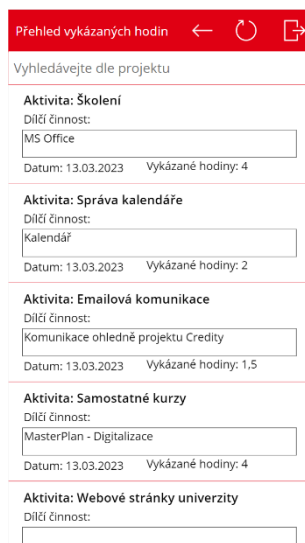 Přehled vykázaných hodin
Vyhledávejte dle projektu
Aktivita: Školení
Dílčí činnost:
MS Office
Datum: 13.03.2023 Vykázané hodiny: 4
Aktivita: Správa kalendáře
Dílčí činnost:
Kalendář
Datum: 13.03.2023 Vykázané hodiny: 2
Aktivita: Emailová komunikace
Dílčí činnost:
Komunikace ohledně projektu Credity
Datum: 13.03.2023 Vykázané hodiny: 1,5
Aktivita: Samostatné kurzy
Dílčí činnost:
MasterPlan - Digitalizace
Datum: 13.03.2023 Vykázané hodiny: 4
Aktivita: Webové stránky univerzity
Dílčí činnost: